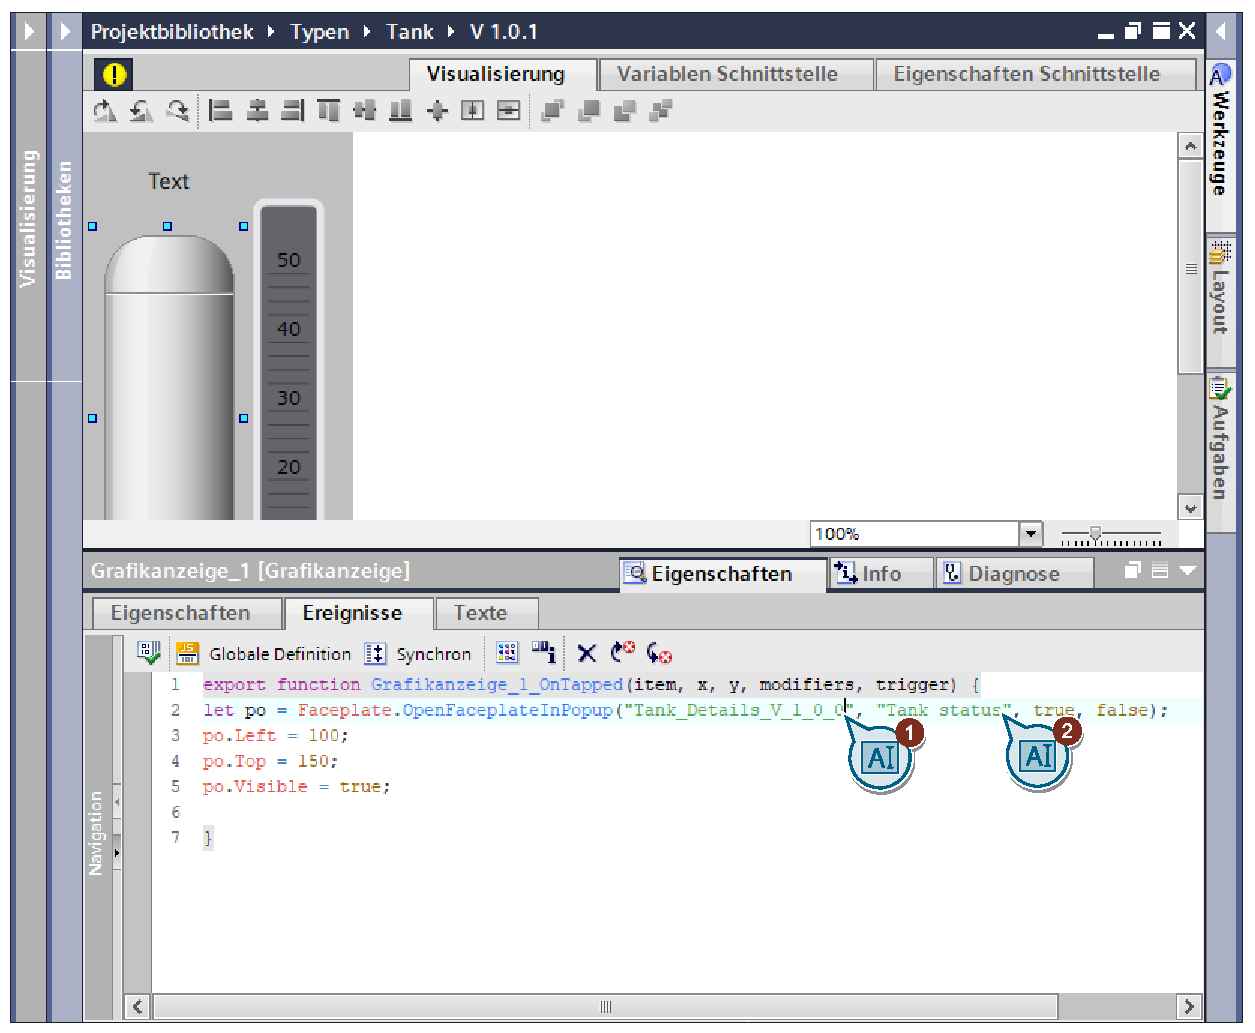 Projektbibliothek ▸ Typen ▸ Tank ▸ V 1.0.1
Visualisierung
Bibliotheken
Visualisierung Variablen Schnittstelle Eigenschaften Schnittstelle
Werkzeuge
Layout
Aufgaben
Text
50
40
30
20
100%
Grafikanzeige_1 [Grafikanzeige]
Eigenschaften Info Diagnose
Eigenschaften Ereignisse Texte
Globale Definition Synchron
Navigation
1 export function Grafikanzeige_1_OnTapped(item, x, y, modifiers, trigger) {
2 let po = Faceplate.OpenFaceplateInPopup("Tank_Details_V_1_0_0", "Tank status", true, false);
3 po.Left = 100;
4 po.Top = 150;
5 po.Visible = true;
6
7 }
AI 1
AI 2